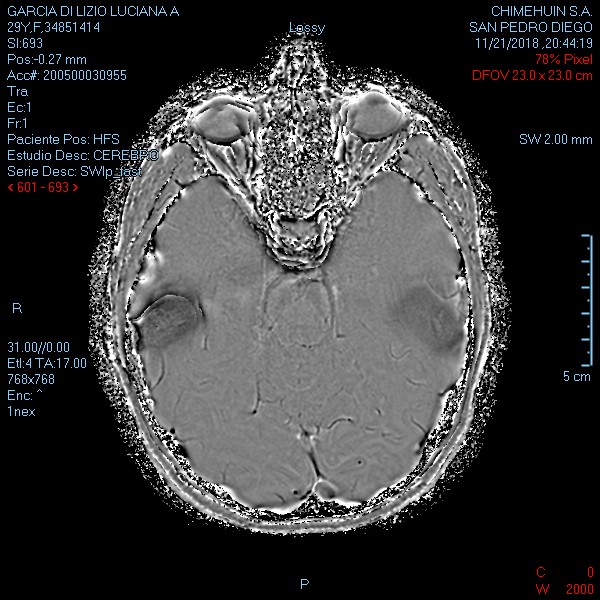 GARCIA DI LIZIO LUCIANA A
29Y,F,34851414
Sl:693
Pos:-0.27 mm
Acc#: 200500030955
Tra
Ec:1
Fr:1
Paciente Pos: HFS
Estudio Desc: CEREBRO
Serie Desc: SWIp_fast
< 601 - 693 >
Lossy
CHIMEHUIN S.A.
SAN PEDRO DIEGO
11/21/2018 ,20:44:19
78% Pixel
DFOV 23.0 x 23.0 cm
SW 2.00 mm
R
31.00//0.00
Etl:4 TA:17.00
768x768
Enc: ^
1nex
5 cm
P
C 0
W 2000